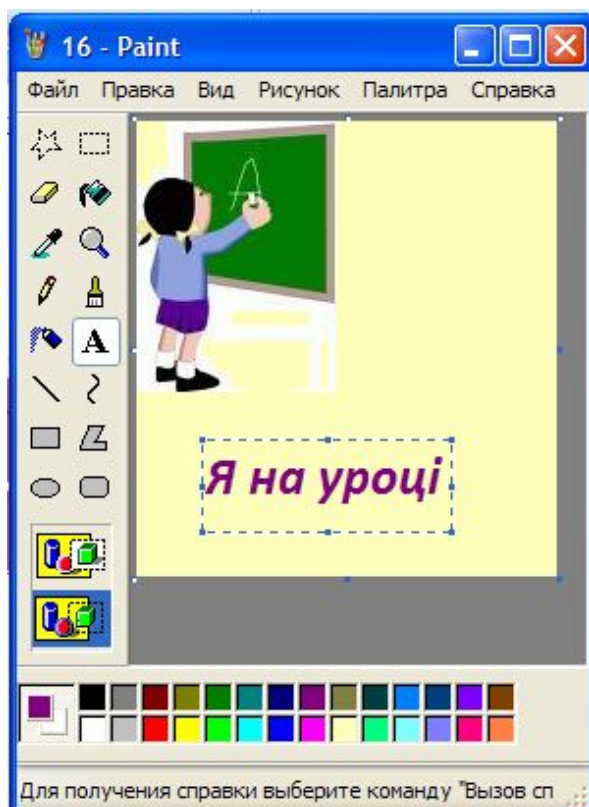 16 - Paint
Файл Правка Вид Рисунок Палитра Справка
A
A
Я на уроці
Для получения справки выберите команду "Вызов сп